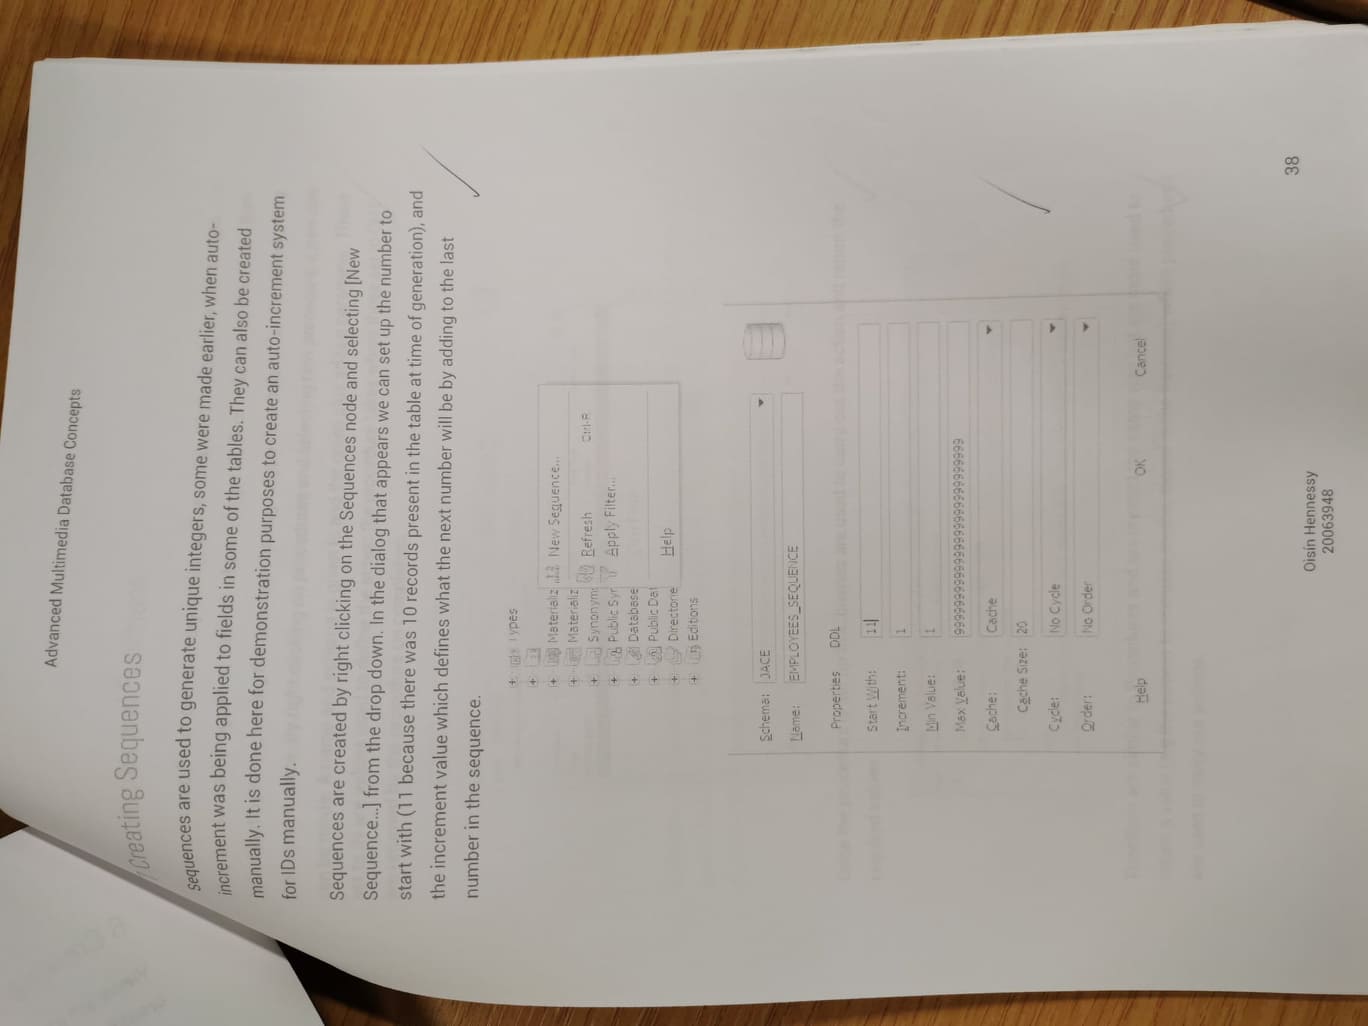 Advanced Multimedia Database Concepts
Creating Sequences
Sequences are used to generate unique integers, some were made earlier, when auto-
increment was being applied to fields in some of the tables. They can also be created
manually. It is done here for demonstration purposes to create an auto-increment system
for IDs manually.
Sequences are created by right clicking on the Sequences node and selecting [New
Sequence...] from the drop down. In the dialog that appears we can set up the number to
start with (11 because there was 10 records present in the table at time of generation), and
the increment value which defines what the next number will be by adding to the last
number in the sequence.
Types
Materializ New Sequence...
Materializ
Synonym Refresh Ctrl-R
Public Syr Apply Filter...
Database
Public Dat
Directorie Help
Editions
Schema: JACE
Name: EMPLOYEES_SEQUENCE
Properties DDL
Start With: 11
Increment: 1
Min Value: 1
Max Value:
Cache: Cache
Cache Size: 20
Cycle: No Cycle
Order: No Order
Help OK Cancel
Oisín Hennessy
20063948
38